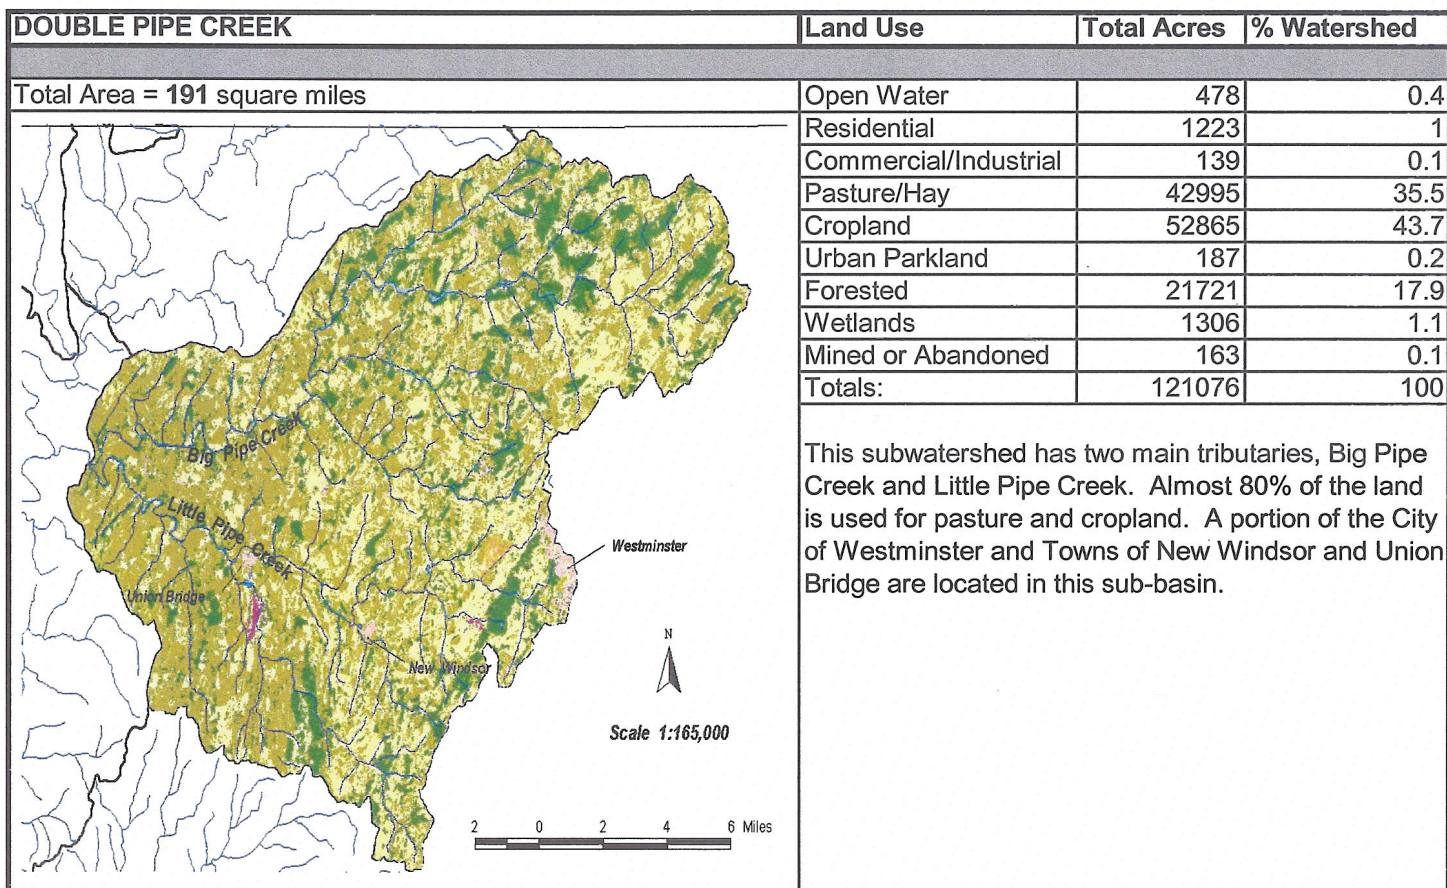 DOUBLE PIPE CREEK
Land Use Total Acres % Watershed
Total Area = 191 square miles
Open Water 478 0.4
Residential 1223 1
Commercial/Industrial 139 0.1
Pasture/Hay 42995 35.5
Cropland 52865 43.7
Urban Parkland 187 0.2
Forested 21721 17.9
Wetlands 1306 1.1
Mined or Abandoned 163 0.1
Totals: 121076 100
This subwatershed has two main tributaries, Big Pipe
Creek and Little Pipe Creek. Almost 80% of the land
is used for pasture and cropland. A portion of the City
of Westminster and Towns of New Windsor and Union
Bridge are located in this sub-basin.
Big Pipe Creek
Little Pipe Creek
Westminster
Union Bridge
New Windsor
N
Scale 1:165,000
2 0 2 4 6 Miles